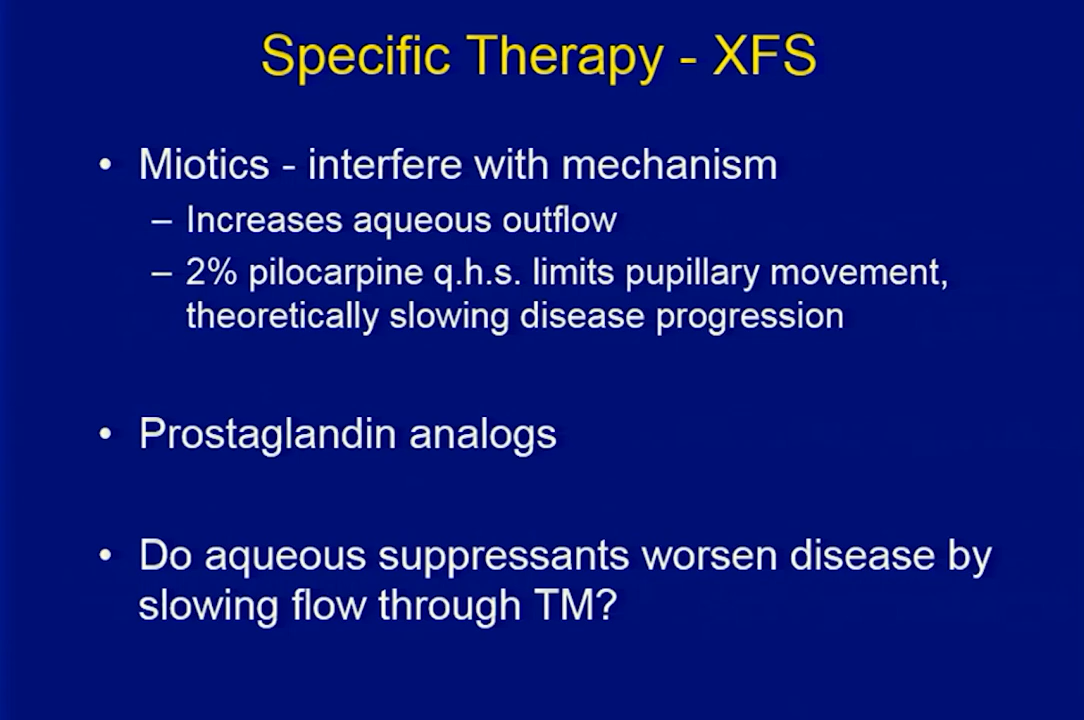 Specific Therapy - XFS
• Miotics - interfere with mechanism
– Increases aqueous outflow
– 2% pilocarpine q.h.s. limits pupillary movement,
theoretically slowing disease progression
• Prostaglandin analogs
• Do aqueous suppressants worsen disease by
slowing flow through TM?